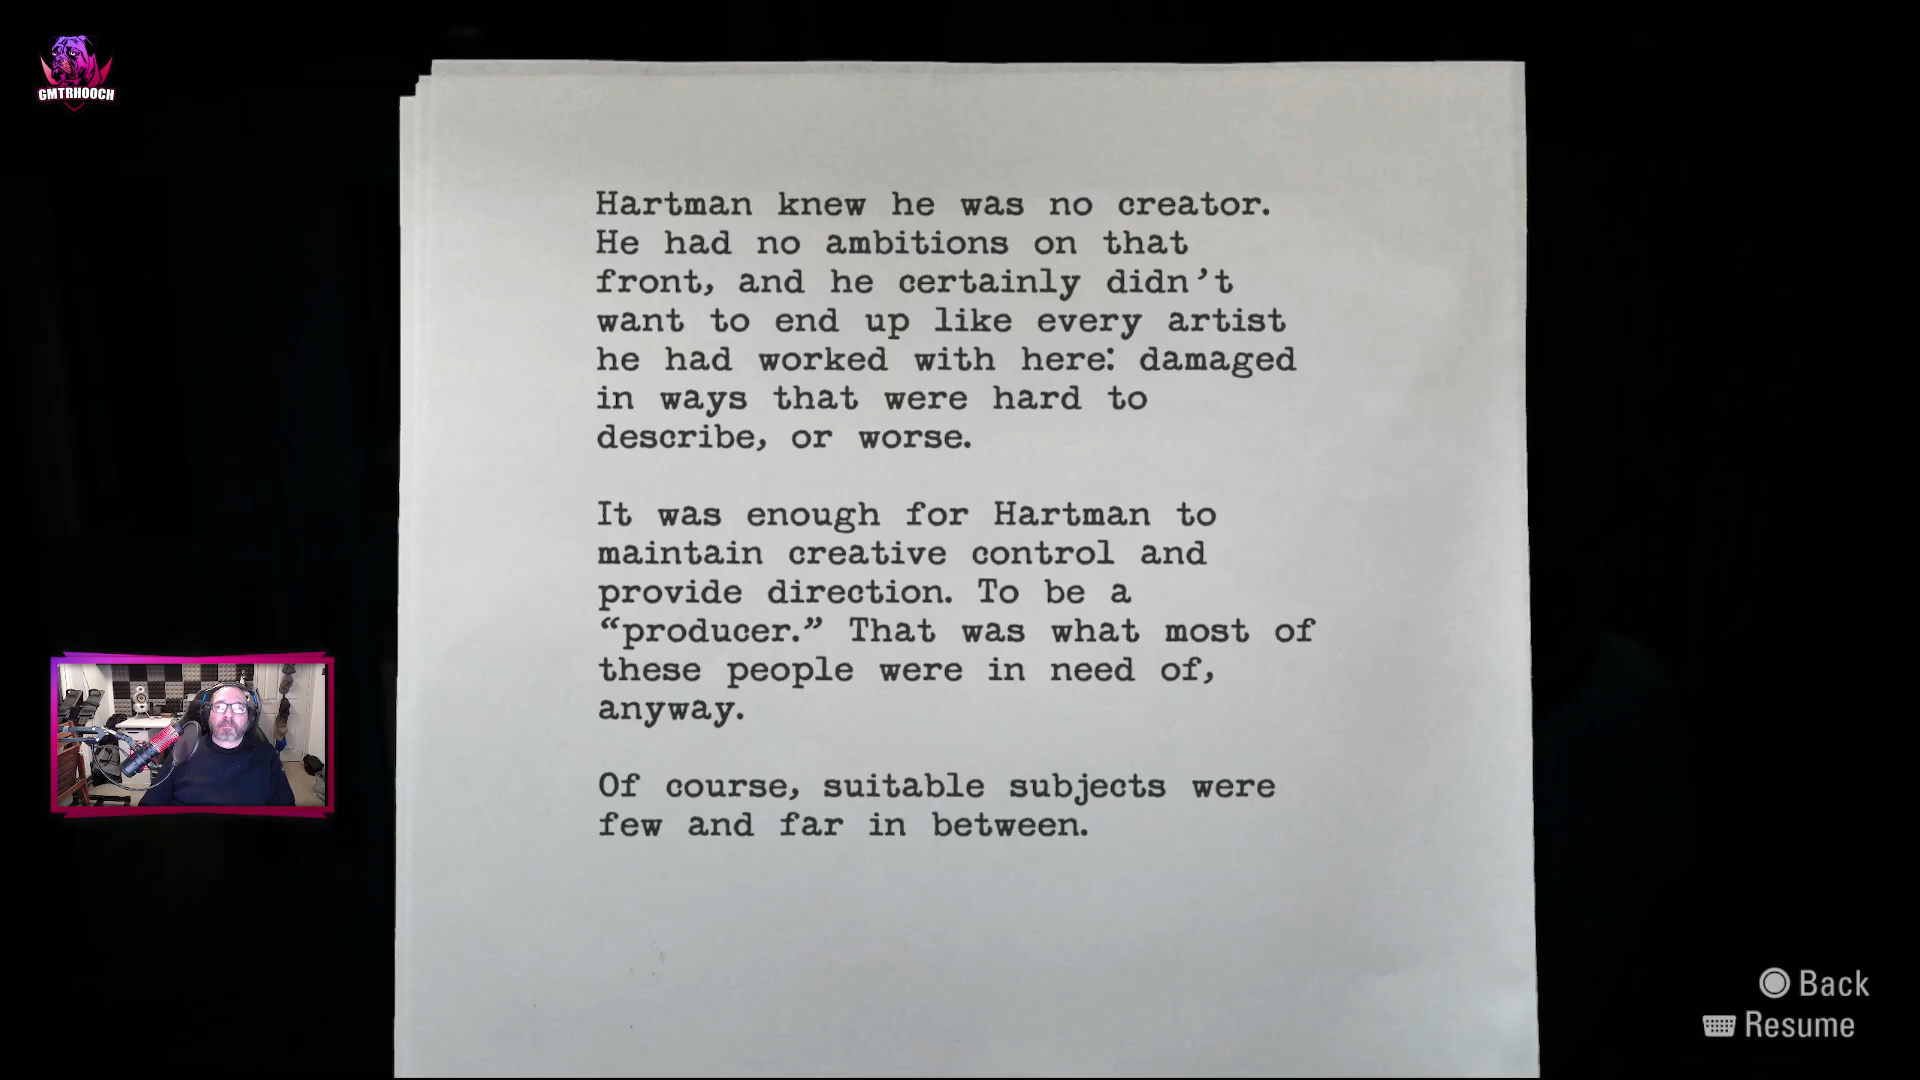 GMTRHOOCH
Hartman knew he was no creator.
He had no ambitions on that
front, and he certainly didn't
want to end up like every artist
he had worked with here: damaged
in ways that were hard to
describe, or worse.
It was enough for Hartman to
maintain creative control and
provide direction. To be a
“producer.” That was what most of
these people were in need of,
anyway.
Of course, suitable subjects were
few and far in between.
Back
Resume